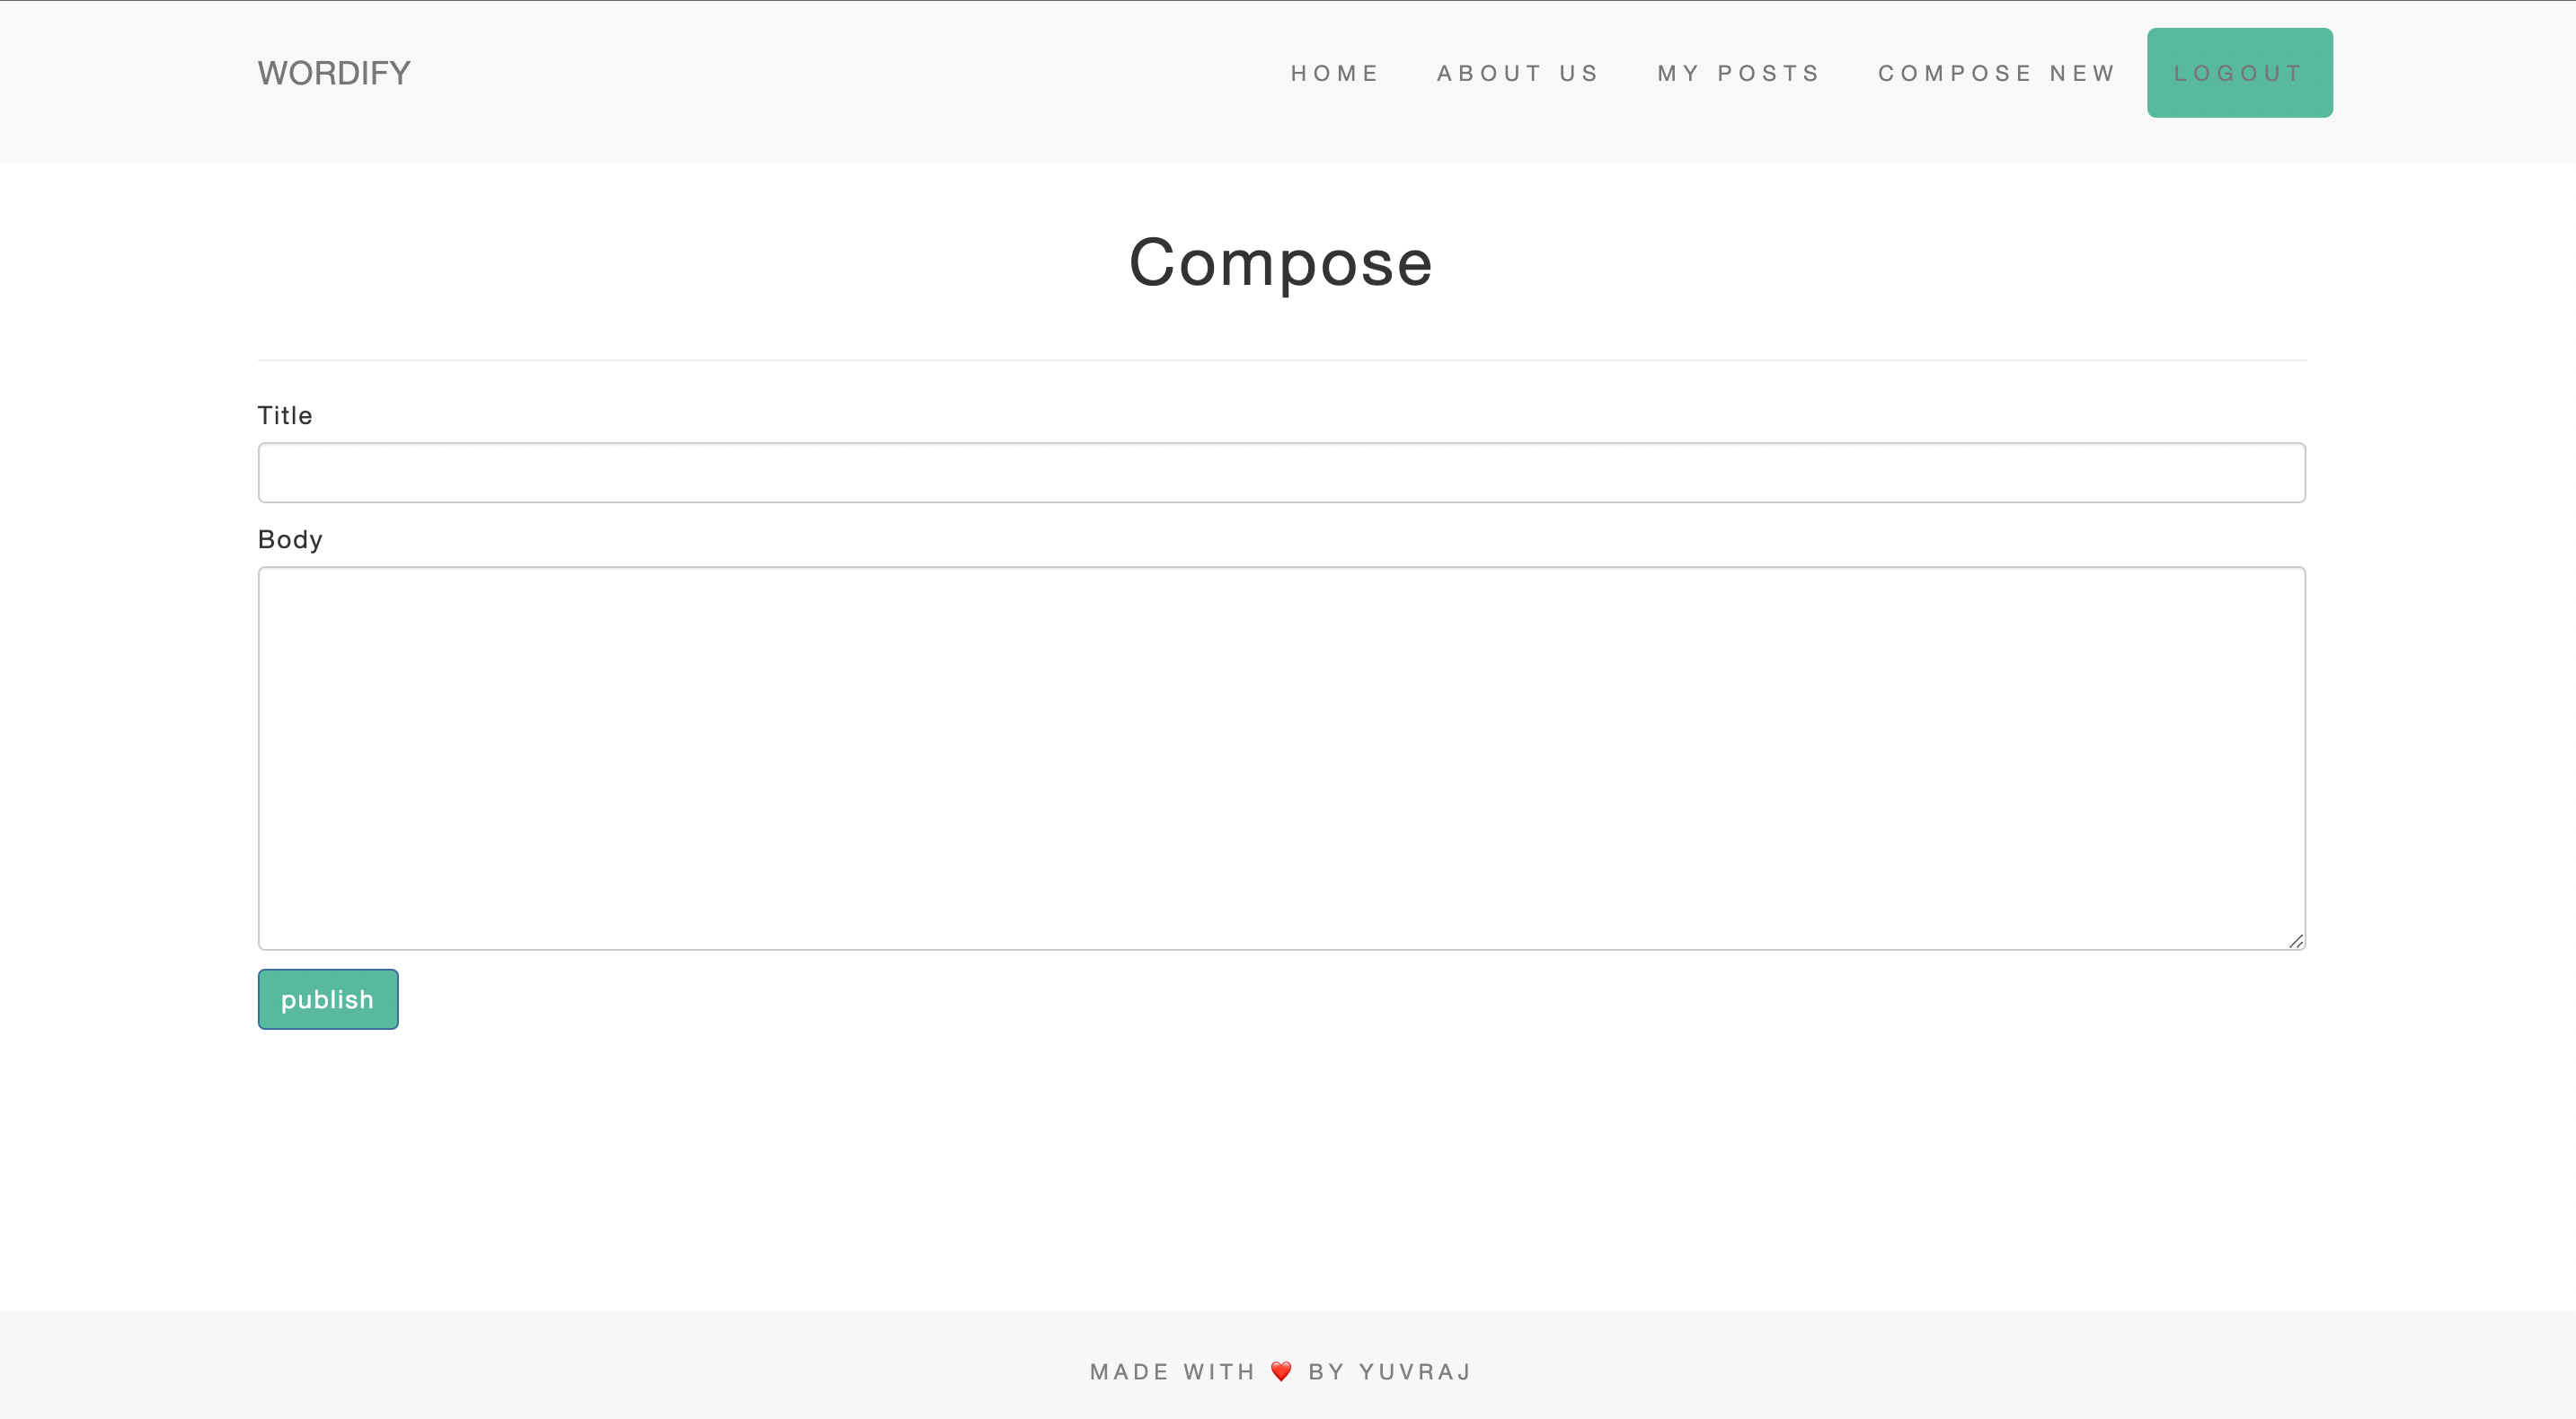 WORDIFY HOME ABOUT US MY POSTS COMPOSE NEW LOGOUT
Compose
Title
Body
publish
MADE WITH ❤️ BY YUVRAJ